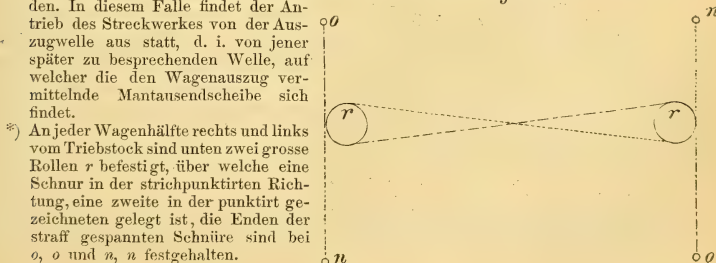 den. In diesem Falle findet der An-
trieb des Streckwerkes von der Aus-
zugwelle aus statt, d. i. von jener
später zu besprechenden Welle, auf
welcher die den Wagenauszug ver-
mittelnde Mantausendscheibe sich
findet.
*) An jeder Wagenhälfte rechts und links
vom Triebstock sind unten zwei grosse
Rollen r befestigt, über welche eine
Schnur in der strichpunktirten Rich-
tung, eine zweite in der punktirt ge-
zeichneten gelegt ist, die Enden der
straff gespannten Schnüre sind bei
o, o und n, n festgehalten.
o
n
r
r
n
o